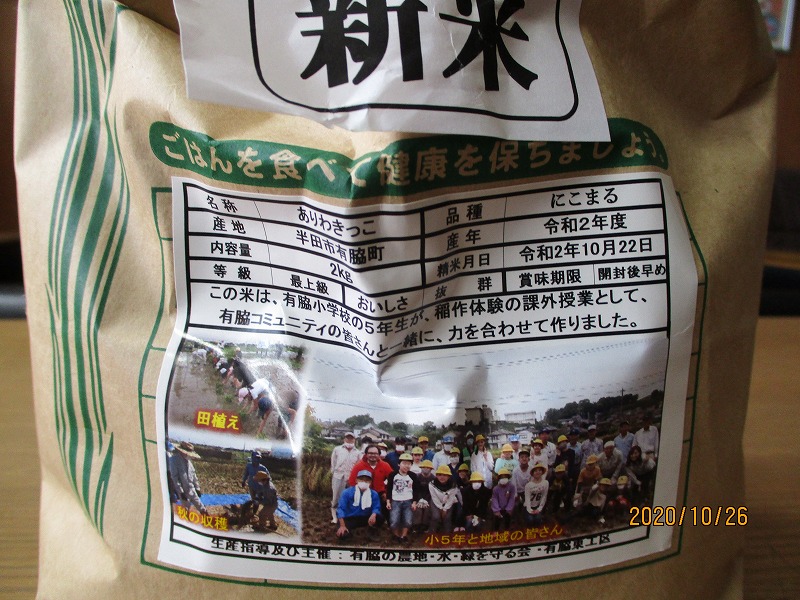 新米
ごはんを食べて健康を保ちましょう。
名称 ありわきっこ 品種 にこまる
産地 半田市有脇町 産年 令和2年度
内容量 2Kg 精米月日 令和2年10月22日
等級 最上級 おいしさ 抜群 賞味期限 開封後早め
この米は、有脇小学校の5年生が、稲作体験の課外授業として、
有脇コミュニティの皆さんと一緒に、力を合わせて作りました。
田植え
秋の収穫
小5年と地域の皆さん
生産指導及び主催:有脇の農地・水・緑を守る会・有脇東工区
2020/10/26